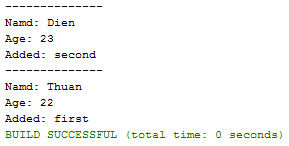 --------------
Namd: Dien
Age: 23
Added: second
--------------
Namd: Thuan
Age: 22
Added: first
BUILD SUCCESSFUL (total time: 0 seconds)